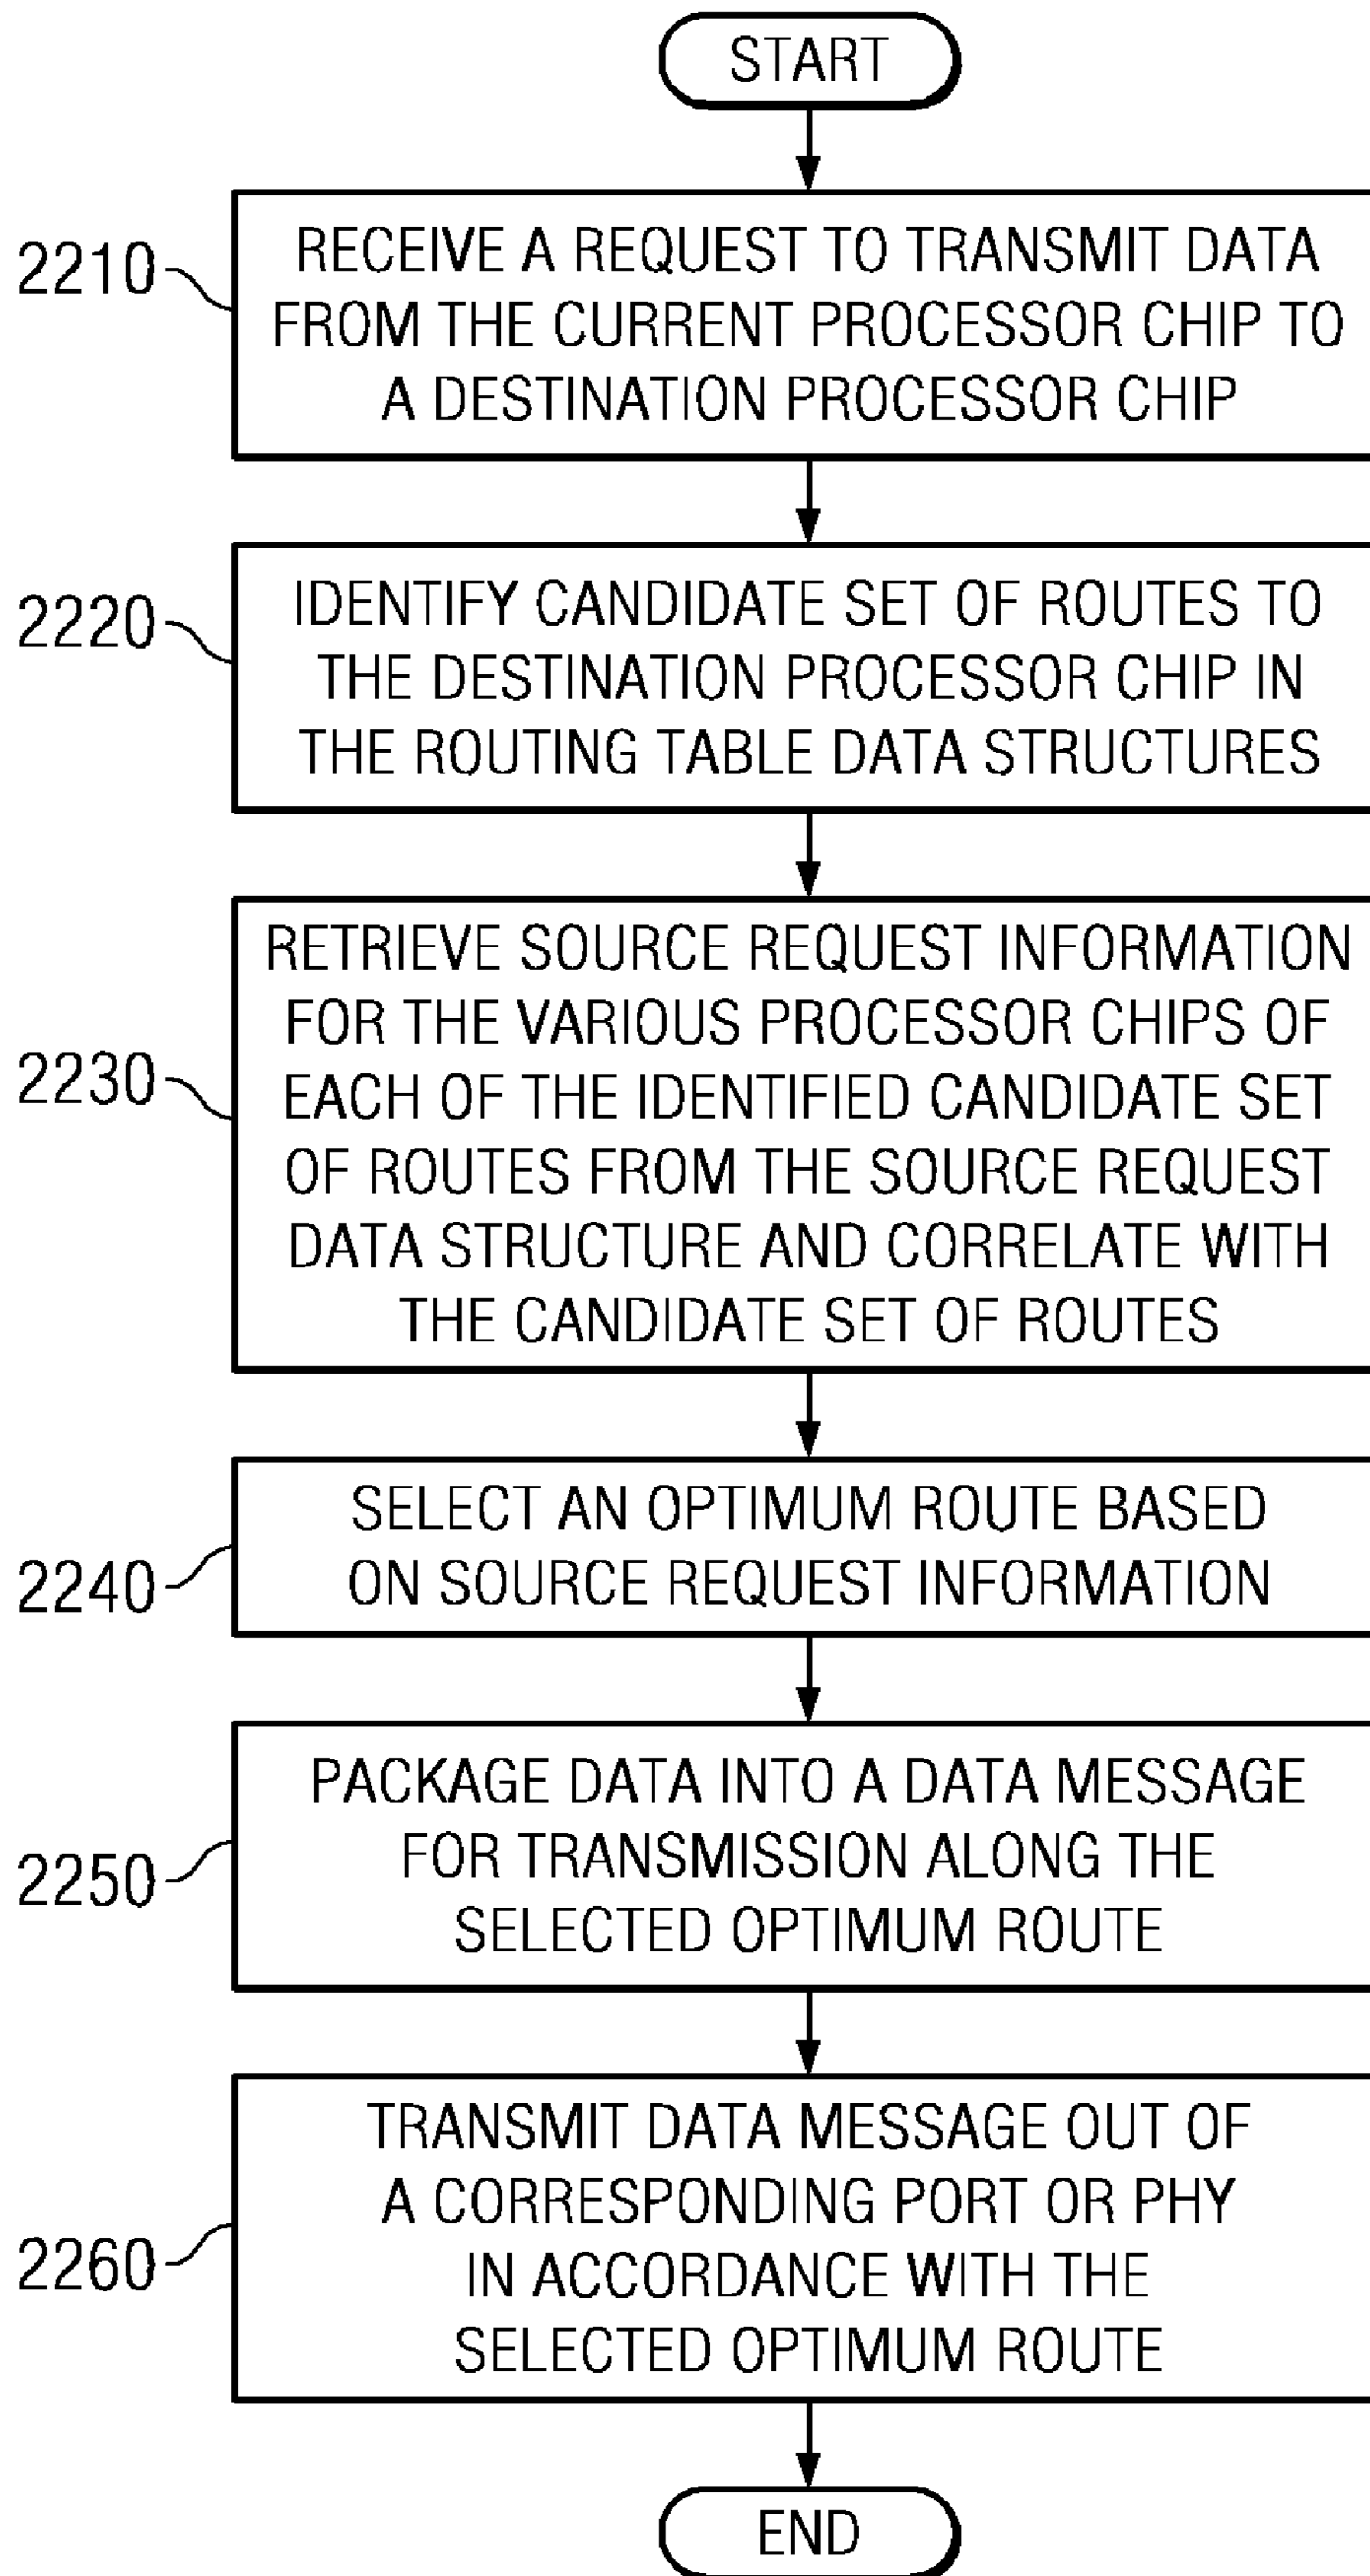 START
2210
RECEIVE A REQUEST TO TRANSMIT DATA
FROM THE CURRENT PROCESSOR CHIP TO
A DESTINATION PROCESSOR CHIP
2220
IDENTIFY CANDIDATE SET OF ROUTES TO
THE DESTINATION PROCESSOR CHIP IN
THE ROUTING TABLE DATA STRUCTURES
2230
RETRIEVE SOURCE REQUEST INFORMATION
FOR THE VARIOUS PROCESSOR CHIPS OF
EACH OF THE IDENTIFIED CANDIDATE SET
OF ROUTES FROM THE SOURCE REQUEST
DATA STRUCTURE AND CORRELATE WITH
THE CANDIDATE SET OF ROUTES
2240
SELECT AN OPTIMUM ROUTE BASED
ON SOURCE REQUEST INFORMATION
2250
PACKAGE DATA INTO A DATA MESSAGE
FOR TRANSMISSION ALONG THE
SELECTED OPTIMUM ROUTE
2260
TRANSMIT DATA MESSAGE OUT OF
A CORRESPONDING PORT OR PHY
IN ACCORDANCE WITH THE
SELECTED OPTIMUM ROUTE
END